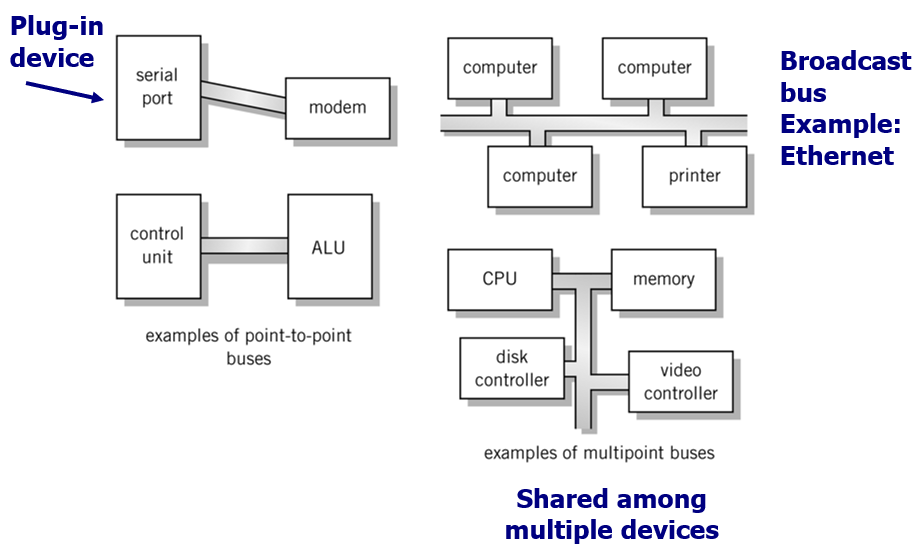 Plug-in
device
serial
port
modem
control
unit
ALU
examples of point-to-point
buses
computer
computer
computer
printer
Broadcast
bus
Example:
Ethernet
CPU
memory
disk
controller
video
controller
examples of multipoint buses
Shared among
multiple devices